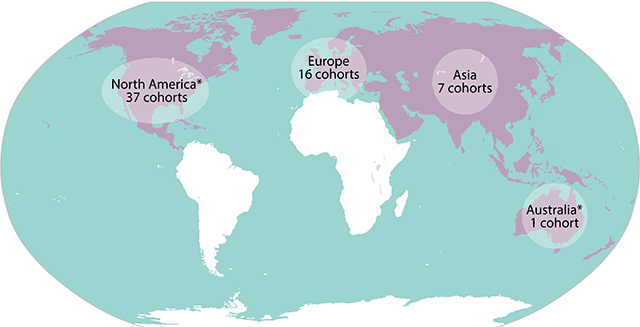 North America*
37 cohorts
Europe
16 cohorts
Asia
7 cohorts
Australia*
1 cohort